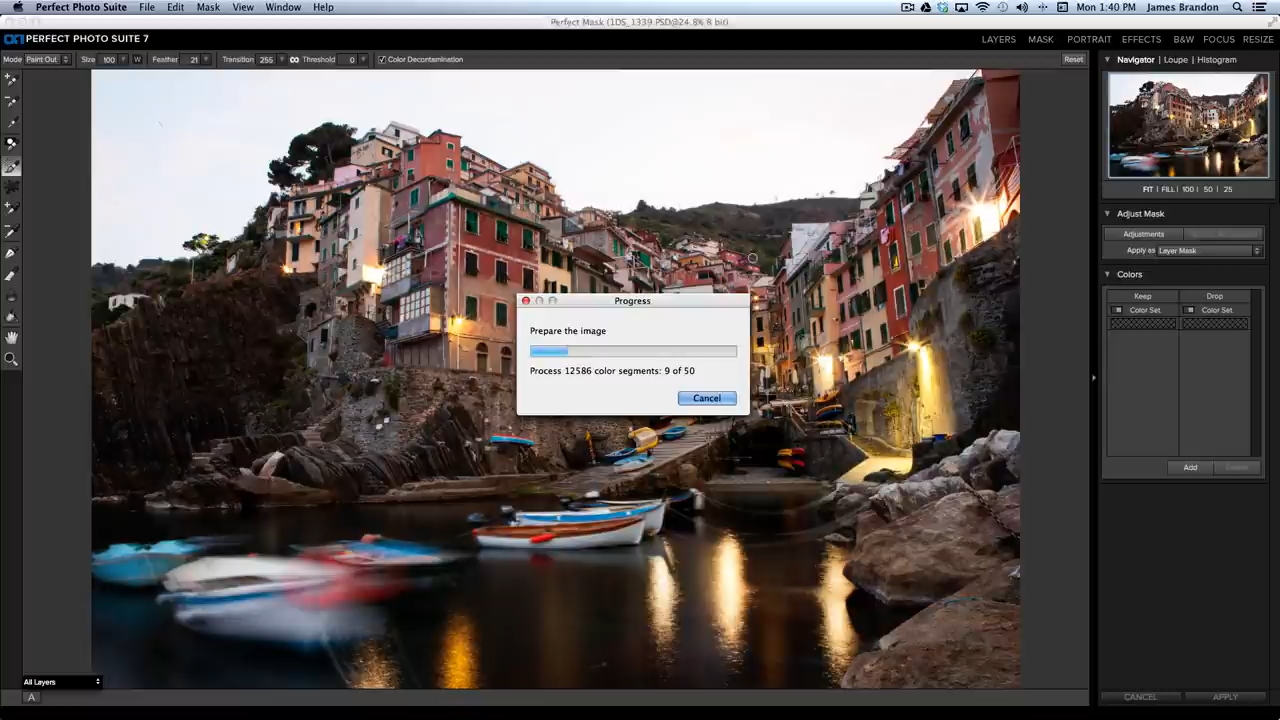 Perfect Photo Suite File Edit Mask View Window Help Mon 1:40 PM James Brandon
Perfect Mask (1DS_1339.PSD@24.8% 8 bit)
on PERFECT PHOTO SUITE 7 LAYERS MASK PORTRAIT EFFECTS B&W FOCUS RESIZE
Mode Paint Out Size 100 W Feather 21 Transition 255 Threshold 0 Color Decontamination Reset
Navigator | Loupe | Histogram
FIT | FILL | 100 | 50 | 25
Adjust Mask
Adjustments
Apply as Layer Mask
Colors
Keep Drop
Color Set. Color Set.
Add
Progress
Prepare the image
Process 12586 color segments: 9 of 50
Cancel
All Layers
A
CANCEL APPLY